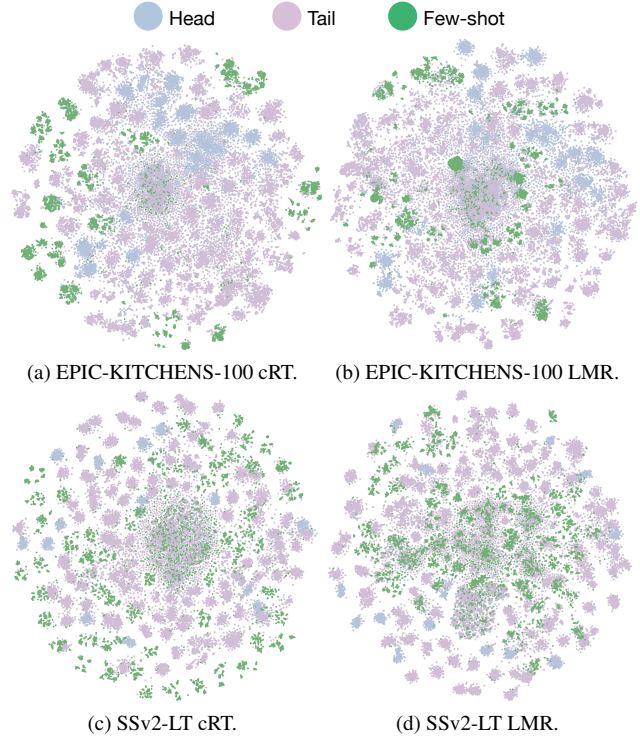 Head Tail Few-shot
(a) EPIC-KITCHENS-100 cRT. (b) EPIC-KITCHENS-100 LMR.
(c) SSv2-LT cRT. (d) SSv2-LT LMR.